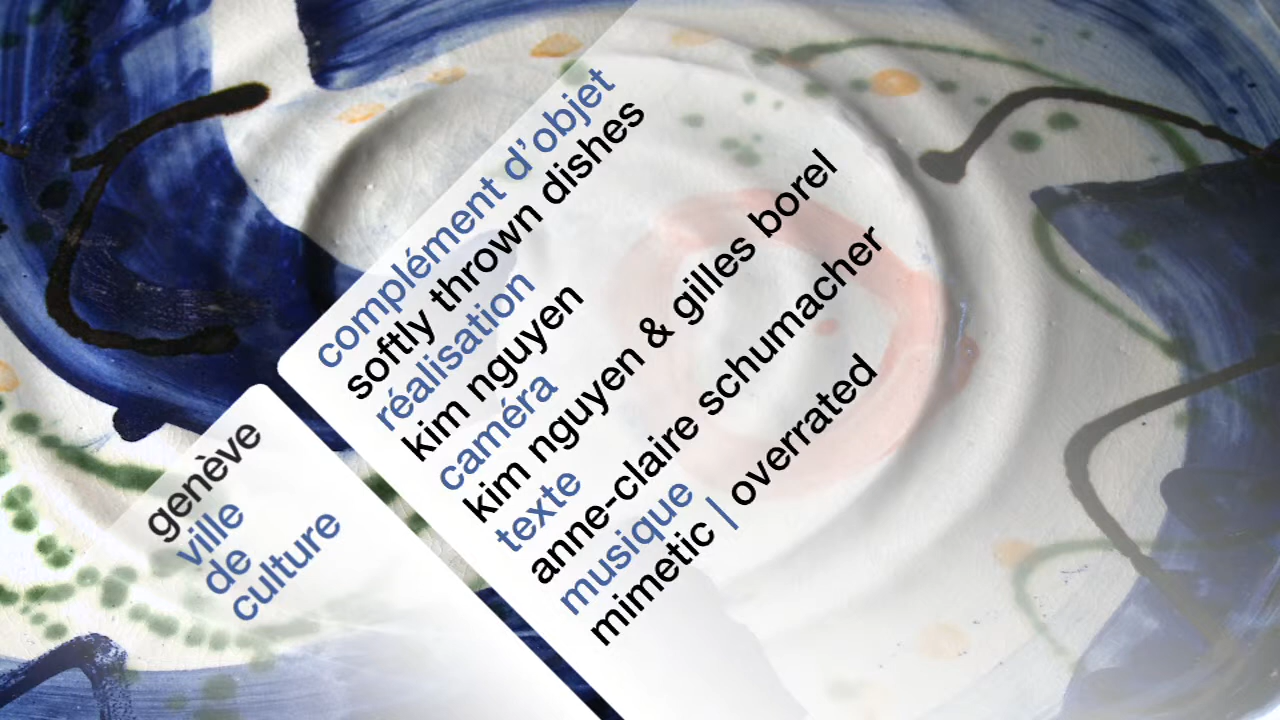 complément d'objet
softly thrown dishes
réalisation
kim nguyen
caméra
kim nguyen & gilles borel
texte
anne-claire schumacher
musique
mimetic | overrated
genève
ville
de
culture